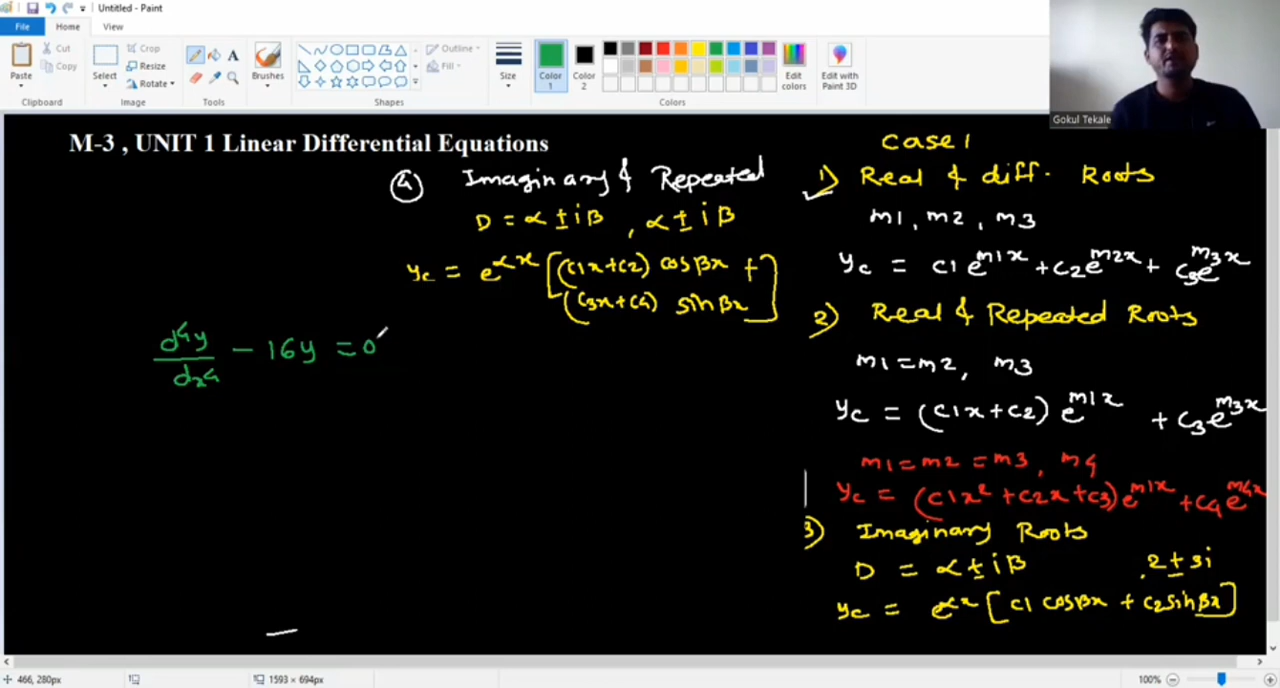 Untitled - Paint
File Home View
Paste
Cut
Copy
Clipboard
Select
Crop
Resize
Rotate
Image
A
Tools
Brushes
Outline
Fill
Shapes
Size
Color 1
Color 2
Edit colors
Colors
Edit with Paint 3D
Gokul Tekale
M-3 , UNIT 1 Linear Differential Equations
④ Imaginary & Repeated
D = α ± iβ , α ± iβ
yc = e^αx [(c1x+c2) cosβx +
(c3x+c4) sinβx]
d⁴y/dx⁴ − 16y = 0
Case 1
1) Real & diff. Roots
m1, m2, m3
yc = c1e^m1x + c2e^m2x + c3e^m3x
2) Real & Repeated Roots
m1=m2, m3
yc = (c1x+c2) e^m1x + c3e^m3x
m1=m2=m3, m4
yc = (c1x²+c2x+c3)e^m1x + c4e^m4x
3) Imaginary Roots
D = α ± iβ 2±3i
yc = e^αx [c1 cosβx + c2sinβx]
466, 280px
1593 × 694px
100%